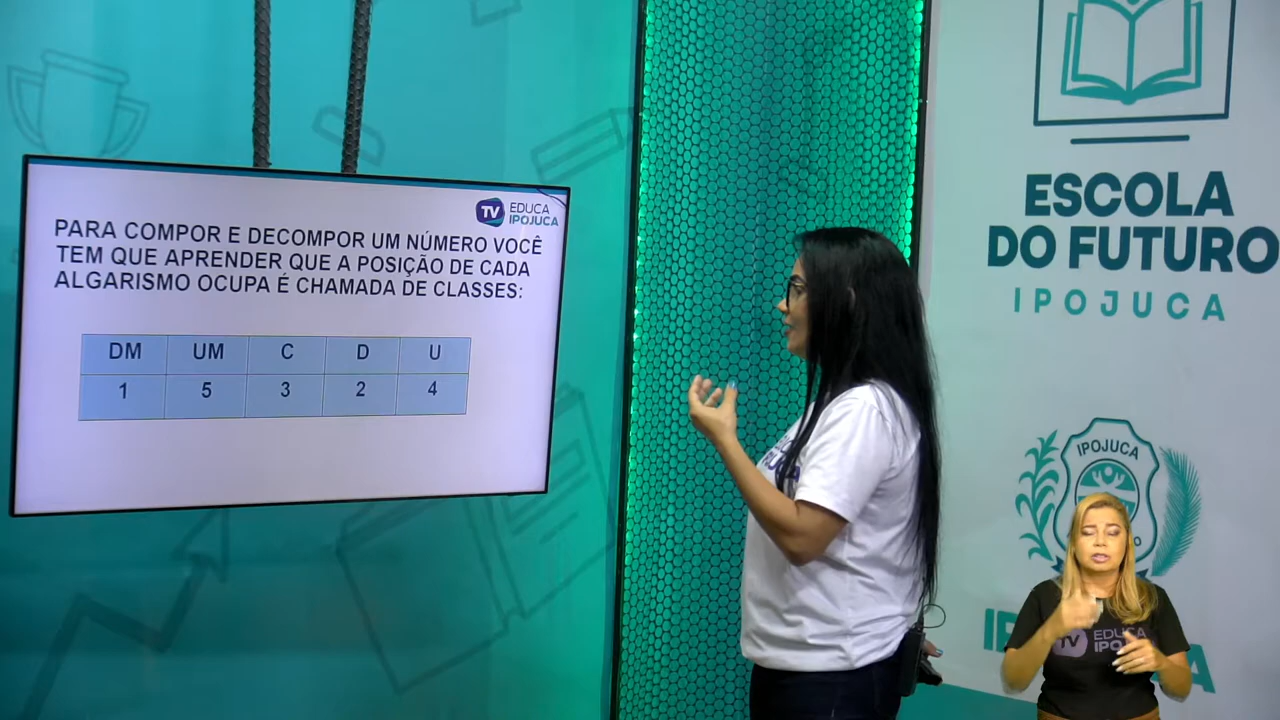 TV EDUCA
IPOJUCA
PARA COMPOR E DECOMPOR UM NÚMERO VOCÊ
TEM QUE APRENDER QUE A POSIÇÃO DE CADA
ALGARISMO OCUPA É CHAMADA DE CLASSES:
DM UM C D U
1 5 3 2 4
ESCOLA
DO FUTURO
IPOJUCA
IPOJUCA
TV EDUCA